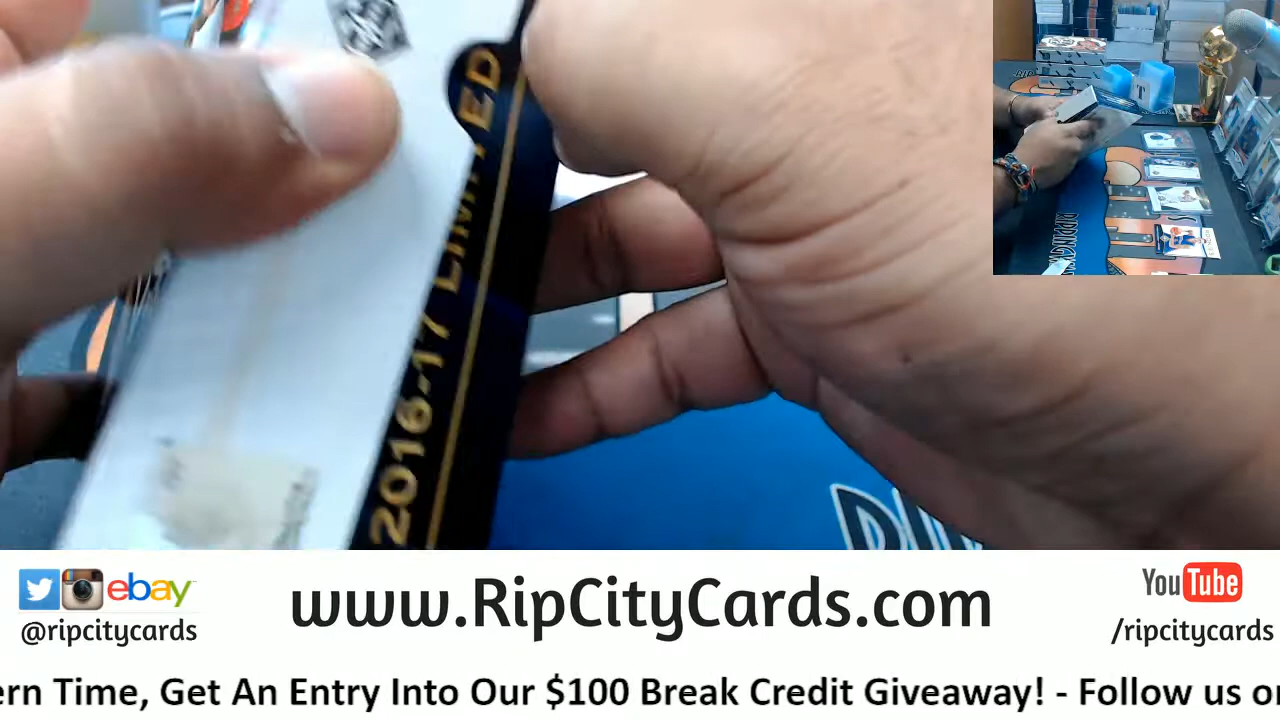 2016-17 LIMITED
ebay
@ripcitycards
www.RipCityCards.com
YouTube
/ripcitycards
ern Time, Get An Entry Into Our $100 Break Credit Giveaway! - Follow us o